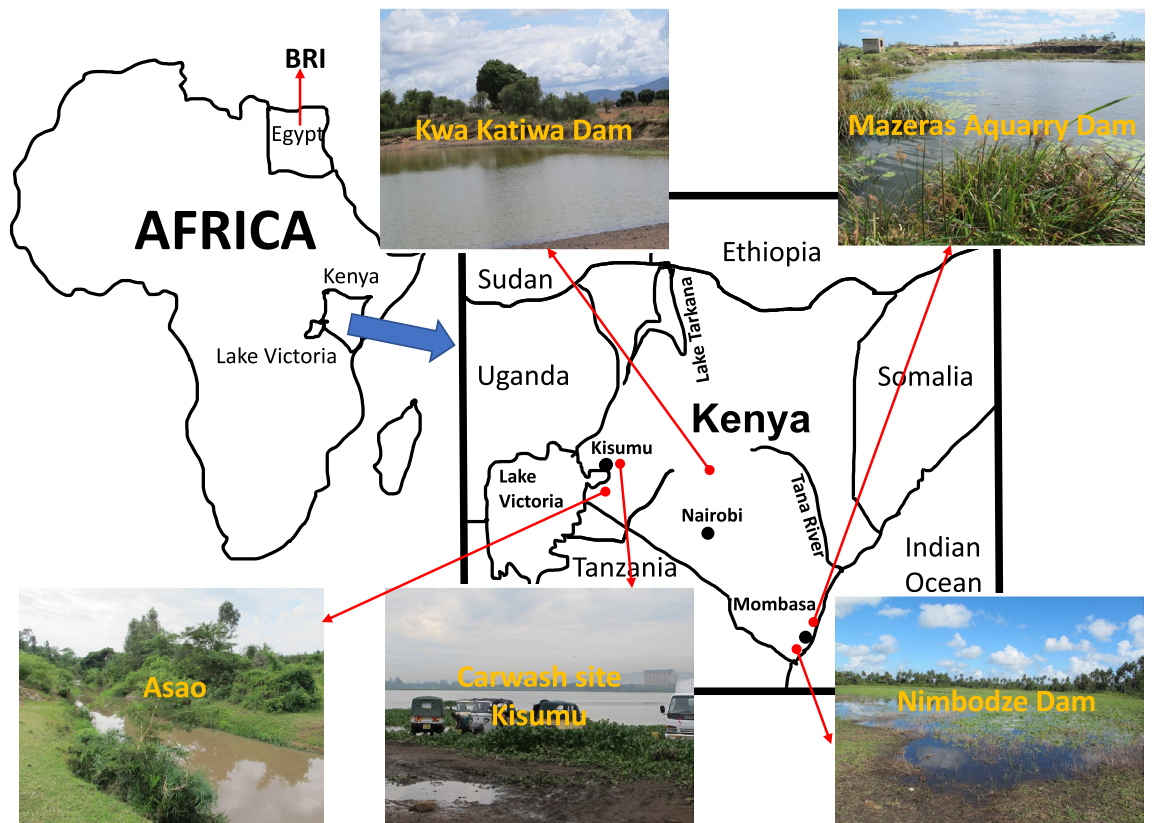 BRI
Egypt
AFRICA
Kenya
Lake Victoria
Kwa Katiwa Dam
Mazeras Aquarry Dam
Sudan
Ethiopia
Lake Tarkana
Uganda
Somalia
Kenya
Kisumu
Lake
Victoria
Nairobi
Tana River
Tanzania
Indian
Ocean
Mombasa
Asao
Carwash site
Kisumu
Nimbodze Dam